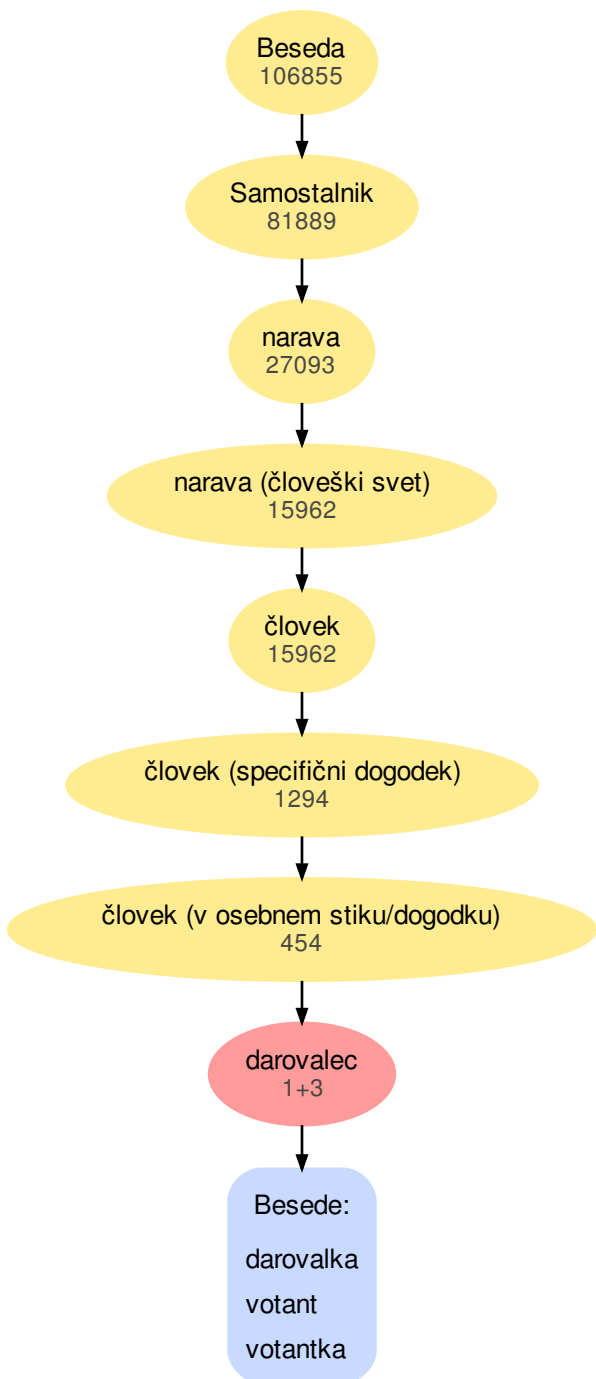 Beseda
106855
Samostalnik
81889
narava
27093
narava (človeški svet)
15962
človek
15962
človek (specifični dogodek)
1294
človek (v osebnem stiku/dogodku)
454
darovalec
1+3
Besede:
darovalka
votant
votantka